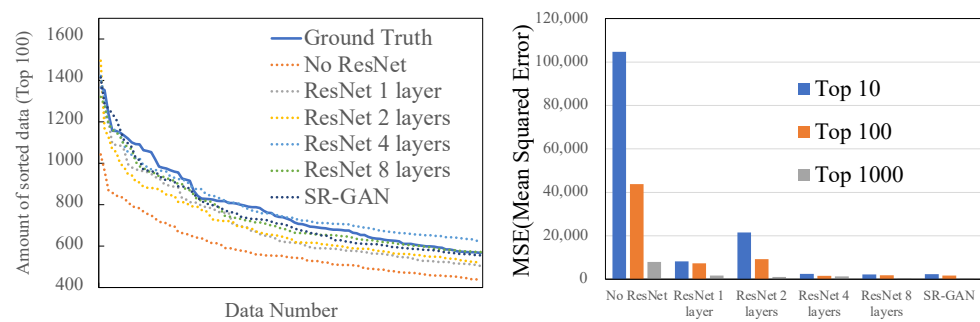 Amount of sorted data (Top 100)
1600
1400
1200
1000
800
600
400
Ground Truth
No ResNet
ResNet 1 layer
ResNet 2 layers
ResNet 4 layers
ResNet 8 layers
SR-GAN
Data Number
MSE(Mean Squared Error)
120,000
100,000
80,000
60,000
40,000
20,000
0
Top 10
Top 100
Top 1000
No ResNet
ResNet 1
layer
ResNet 2
layers
ResNet 4
layers
ResNet 8
layers
SR-GAN